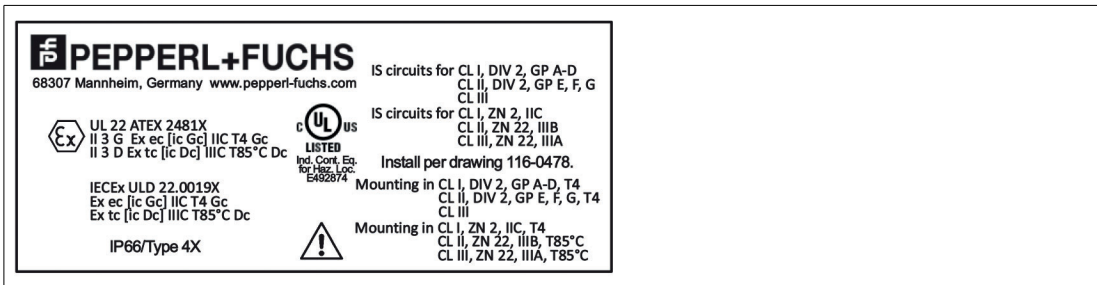 PEPPERL+FUCHS
68307 Mannheim, Germany www.pepperl-fuchs.com
Ex
UL 22 ATEX 2481X
II 3 G Ex ec [ic Gc] IIC T4 Gc
II 3 D Ex tc [ic Dc] IIIC T85°C Dc
IECEx ULD 22.0019X
Ex ec [ic Gc] IIC T4 Gc
Ex tc [ic Dc] IIIC T85°C Dc
IP66/Type 4X
C UL US
LISTED
Ind. Cont. Eq.
for Haz. Loc.
E492874
IS circuits for CL I, DIV 2, GP A-D
CL II, DIV 2, GP E, F, G
CL III
IS circuits for CL I, ZN 2, IIC
CL II, ZN 22, IIIB
CL III, ZN 22, IIIA
Install per drawing 116-0478.
Mounting in CL I, DIV 2, GP A-D, T4
CL II, DIV 2, GP E, F, G, T4
CL III
Mounting in CL I, ZN 2, IIC, T4
CL II, ZN 22, IIIB, T85°C
CL III, ZN 22, IIIA, T85°C